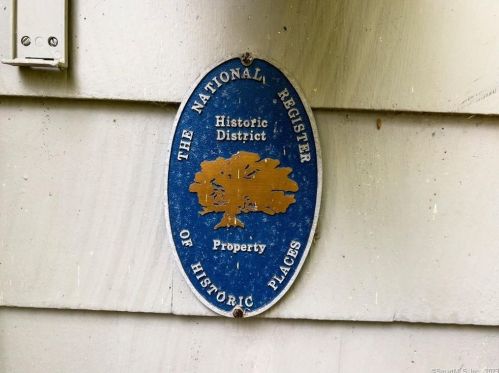 THE NATIONAL REGISTER
Historic
District
Property
OF HISTORIC PLACES